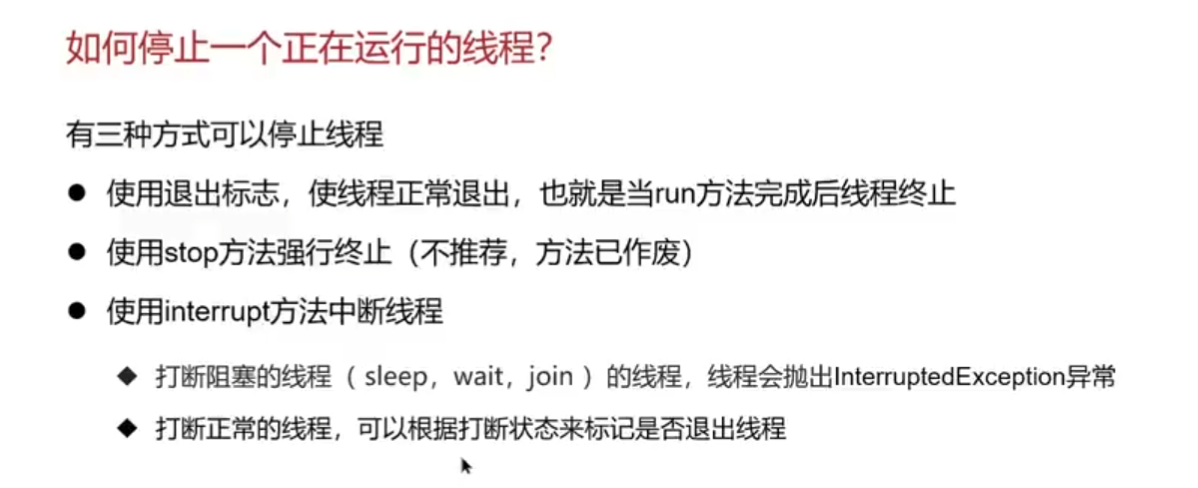 如何停止一个正在运行的线程？
有三种方式可以停止线程
● 使用退出标志，使线程正常退出，也就是当run方法完成后线程终止
● 使用stop方法强行终止（不推荐，方法已作废）
● 使用interrupt方法中断线程
◆ 打断阻塞的线程（ sleep，wait，join ）的线程，线程会抛出InterruptedException异常
◆ 打断正常的线程，可以根据打断状态来标记是否退出线程